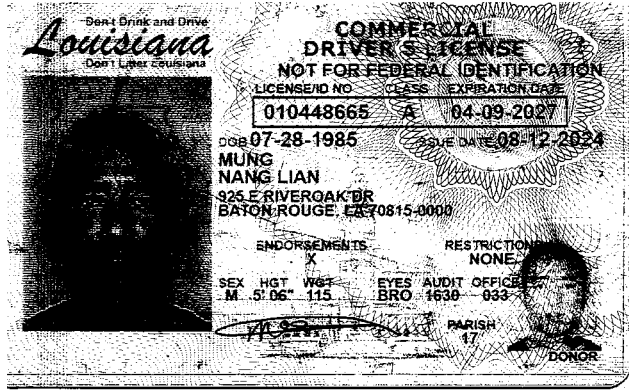 Don't Drink and Drive
Louisiana
Don't Litter Louisiana
COMMERCIAL
DRIVER'S LICENSE
NOT FOR FEDERAL IDENTIFICATION
LICENSE/ID NO CLASS EXPIRATION DATE
010448665 A 04-09-2027
DOB 07-28-1985 ISSUE DATE 08-12-2024
MUNG
NANG LIAN
925 E RIVEROAK DR
BATON ROUGE, LA 70815-0000
ENDORSEMENTS RESTRICTIONS
X NONE
SEX HGT WGT EYES AUDIT OFFICE
M 5' 06" 115 BRO 1630 033
PARISH
17
DONOR